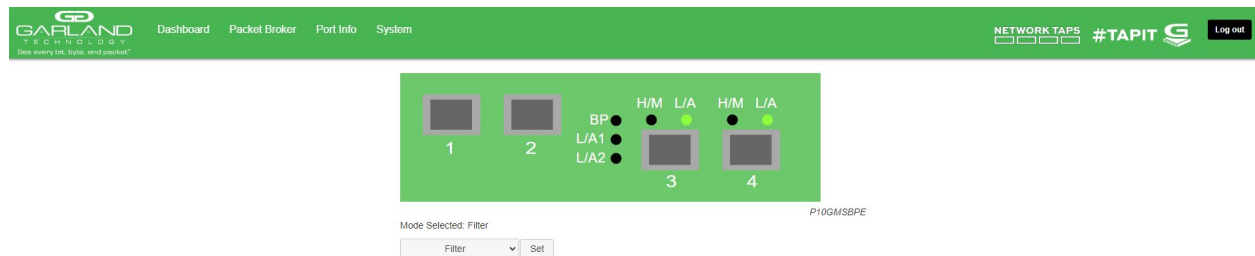 GARLAND
TECHNOLOGY
See every bit, byte, and packet®
Dashboard Packet Broker Port Info System
NETWORK TAPS
#TAPIT
Log out
H/M L/A H/M L/A
BP
L/A1
L/A2
1 2
3 4
P10GMSBPE
Mode Selected: Filter
Filter Set